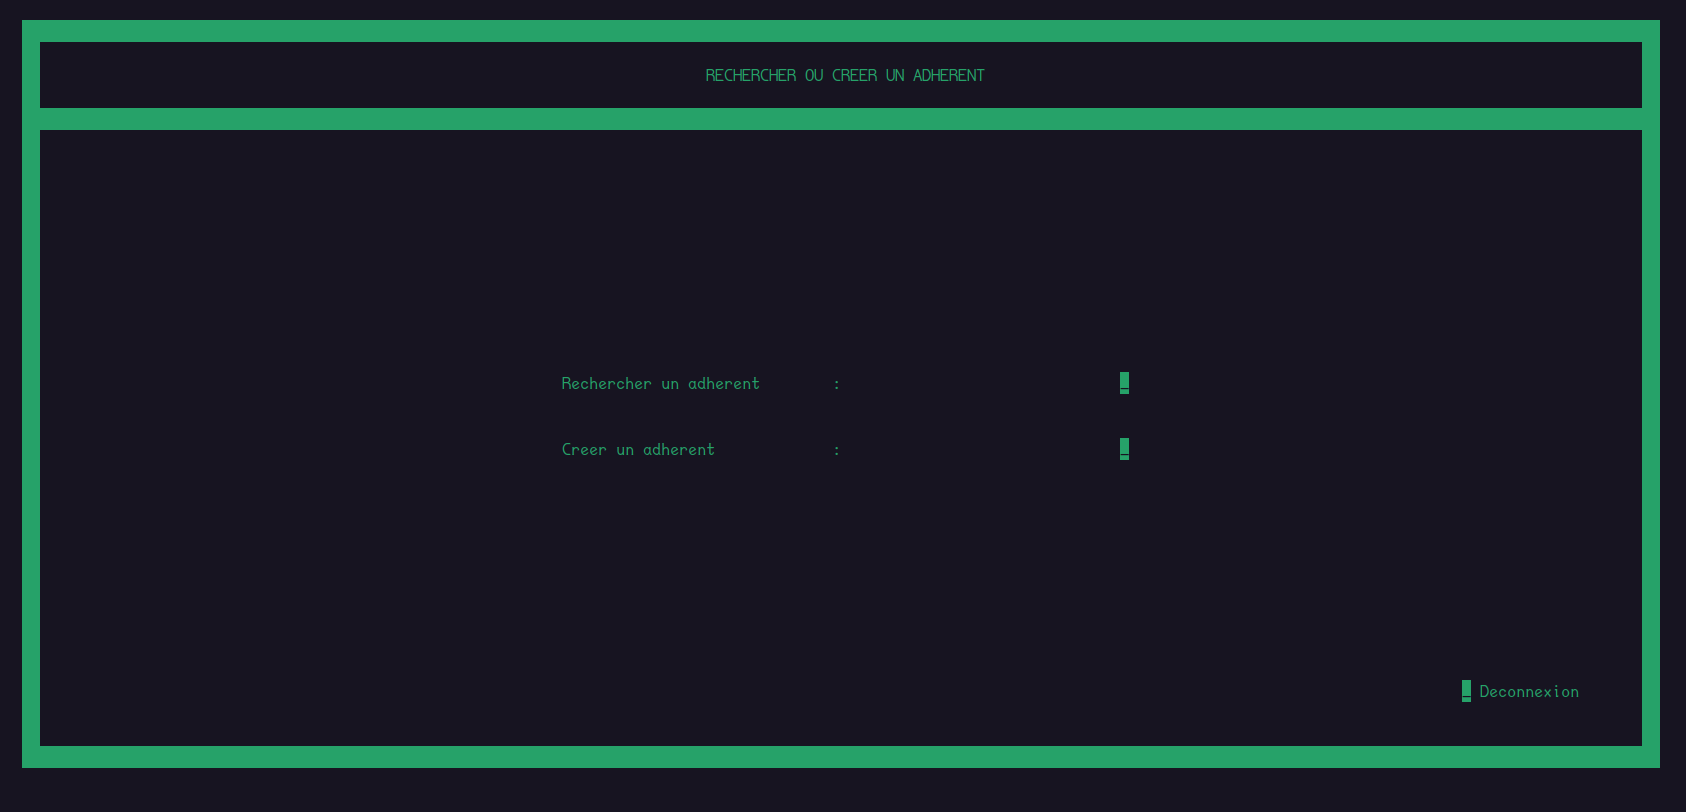 RECHERCHER OU CREER UN ADHERENT
Rechercher un adherent : _
Creer un adherent : _
_ Deconnexion